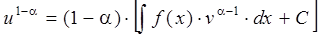 u^{1-α} = (1 − α) · ⌊∫ f(x) · v^{α-1} · dx + C⌋